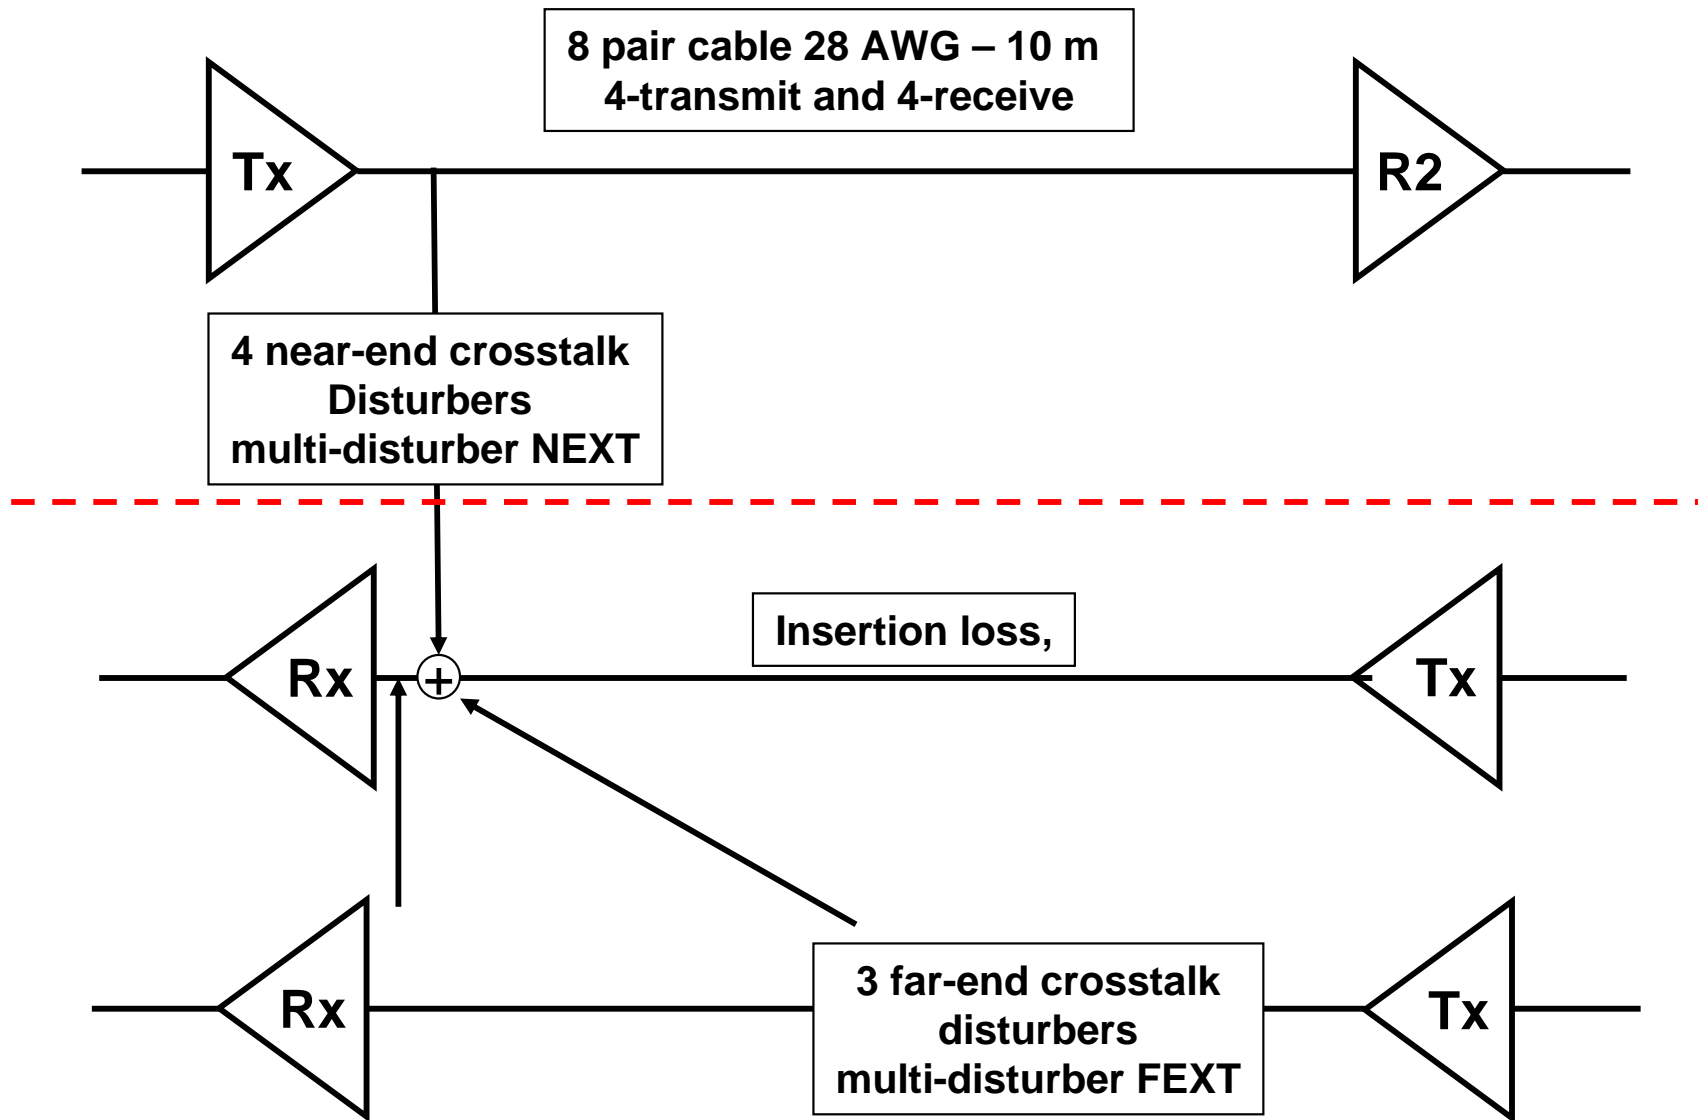 8 pair cable 28 AWG – 10 m
4-transmit and 4-receive
Tx
R2
4 near-end crosstalk
Disturbers
multi-disturber NEXT
Insertion loss,
Rx
+
Tx
3 far-end crosstalk
disturbers
multi-disturber FEXT
Rx
Tx